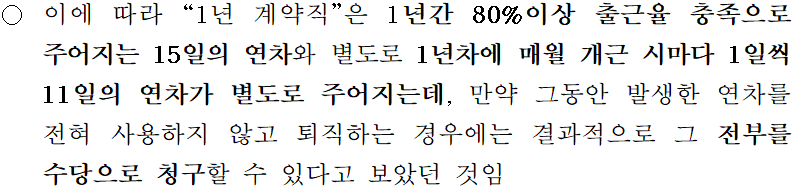 ○ 이에 따라 “1년 계약직”은 1년간 80%이상 출근율 충족으로
주어지는 15일의 연차와 별도로 1년차에 매월 개근 시마다 1일씩
11일의 연차가 별도로 주어지는데, 만약 그동안 발생한 연차를
전혀 사용하지 않고 퇴직하는 경우에는 결과적으로 그 전부를
수당으로 청구할 수 있다고 보았던 것임